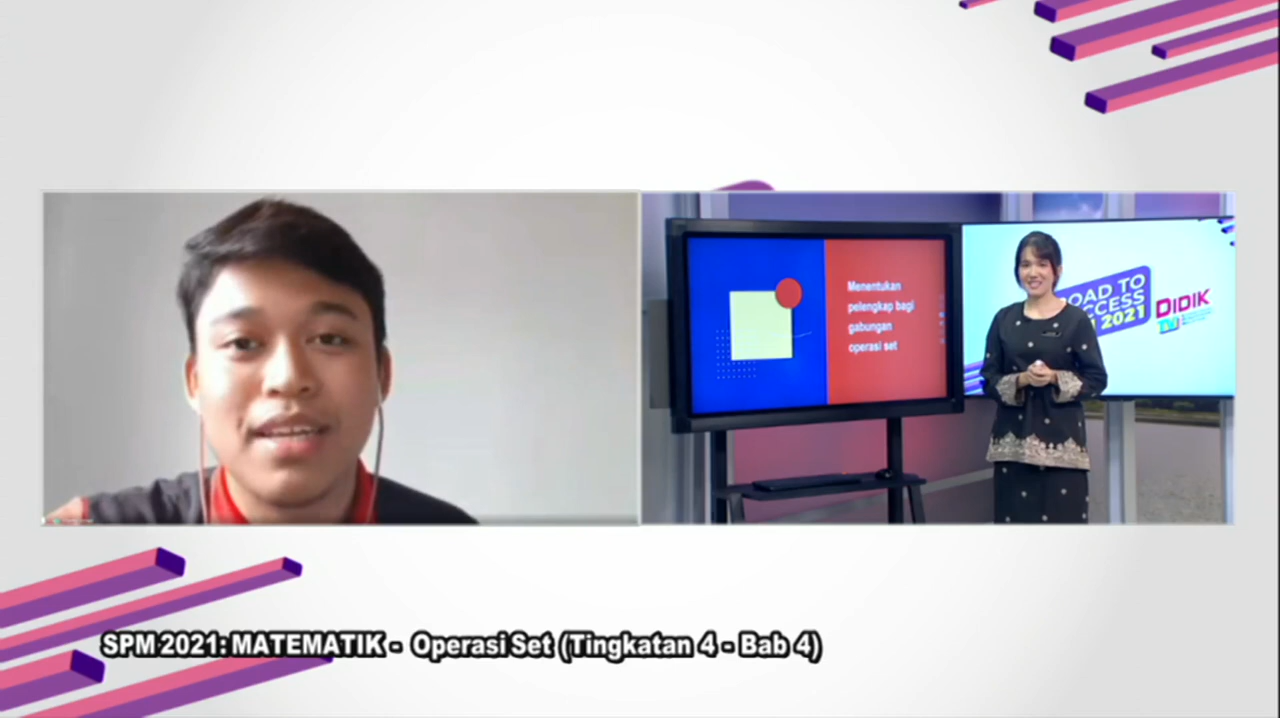 Menentukan
pelengkap bagi
gabungan
operasi set
ROAD TO
CCESS
2021
DIDIK
TV
SPM 2021: MATEMATIK - Operasi Set (Tingkatan 4 - Bab 4)